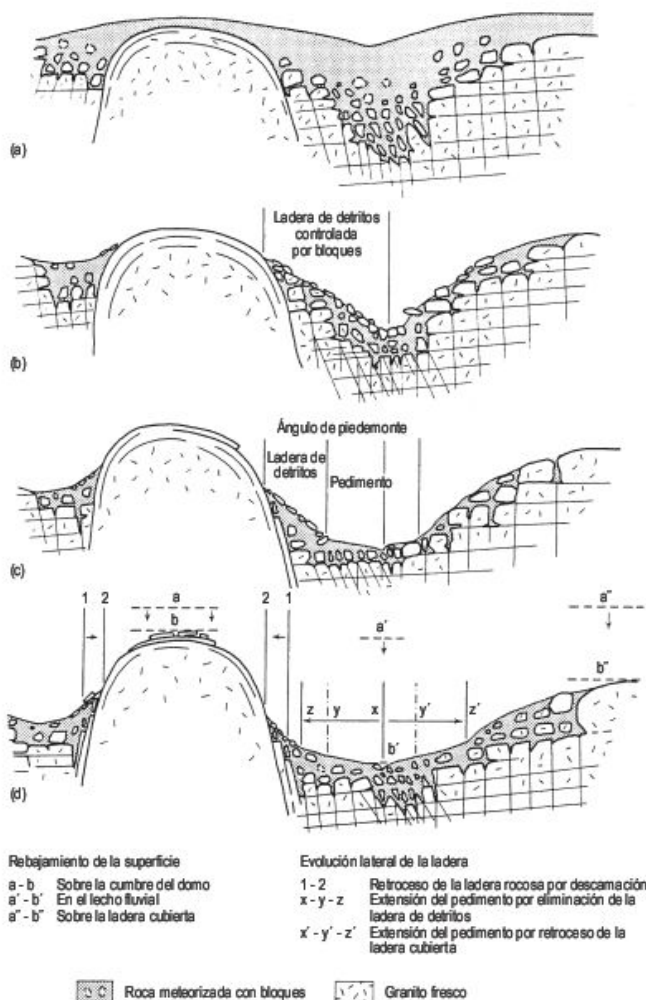 (a)
Ladera de detritos
controlada
por bloques
(b)
Ángulo de piedemonte
Ladera de
detritos
Pedimento
(c)
1 2 a 2 1 a´ a˝
b b˝
z y x y´ z´
b´
(d)
Rebajamiento de la superficie
a - b Sobre la cumbre del domo
a´ - b´ En el lecho fluvial
a˝ - b˝ Sobre la ladera cubierta
Evolución lateral de la ladera
1 - 2 Retroceso de la ladera rocosa por descamación
x - y - z Extensión del pedimento por eliminación de la
ladera de detritos
x´ - y´ - z´ Extensión del pedimento por retroceso de la
ladera cubierta
Roca meteorizada con bloques
Granito fresco